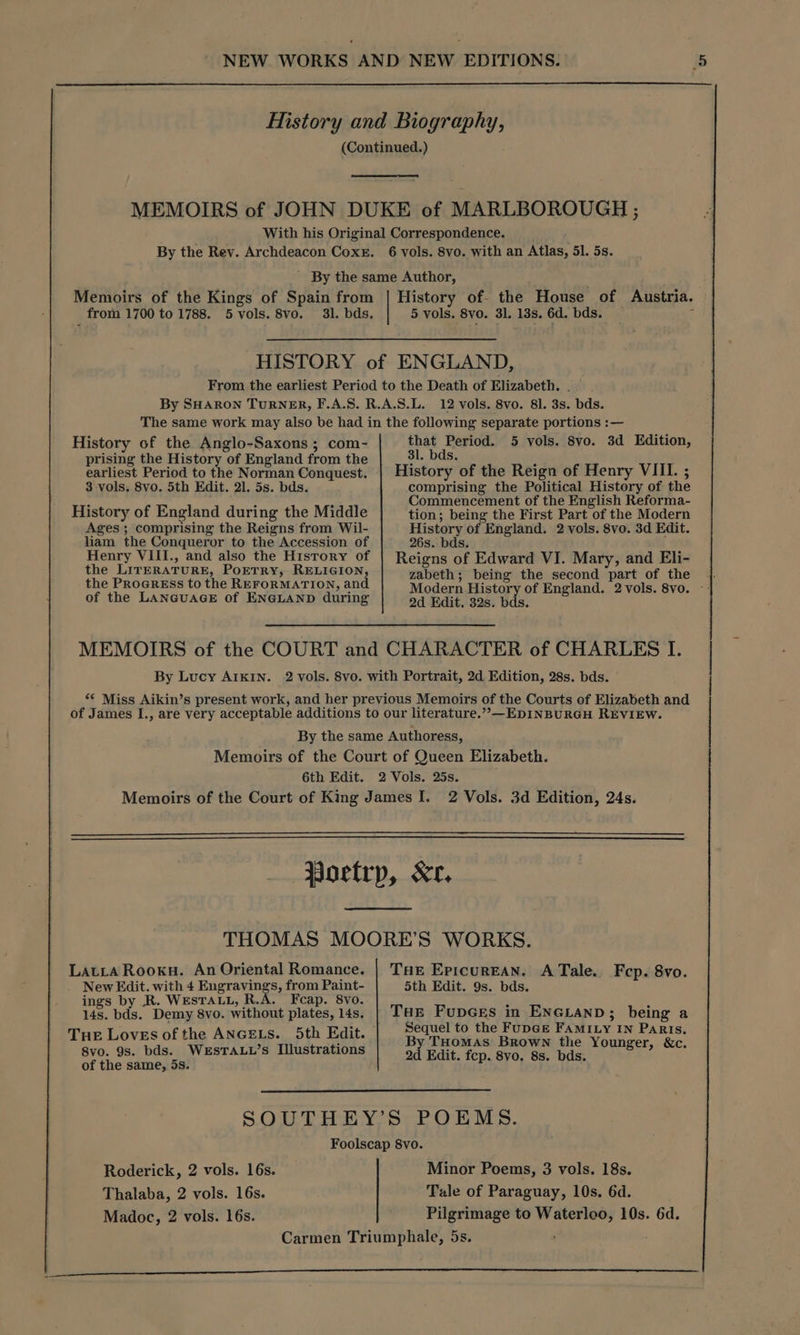 NEW WORKS AND NEW EDITIONS. 5
History and Biography,
(Continued.)
MEMOIRS of JOHN DUKE of MARLBOROUGH;
With his Original Correspondence.
By the Rev. Archdeacon COXE. 6 vols. 8vo. with an Atlas, 5l. 5s.
By the same Author,
Memoirs of the Kings of Spain from
from 1700 to 1788. 5 vols. 8vo. 3l. bds.
History of the House of Austria.
5 vols. 8vo. 3l. 13s. 6d. bds.
HISTORY of ENGLAND,
From the earliest Period to the Death of Elizabeth.
By SHARON TURNER, F.A.S. R.A.S.L. 12 vols. 8vo. 8l. 3s. bds.
The same work may also be had in the following separate portions:—
History of the Anglo-Saxons; com-
prising the History of England from the
earliest Period to the Norman Conquest.
3 vols. 8vo. 5th Edit. 2l. 5s. bds.
History of England during the Middle
Ages; comprising the Reigns from Wil-
liam the Conqueror to the Accession of
Henry VIII., and also the HISTORY of
the LITERATURE, POETRY, RELIGION,
the PROGRESS to the REFORMATION, and
of the LANGUAGE of ENGLAND during
that Period. 5 vols. 8vo. 3d Edition,
3l. bds.
History of the Reign of Henry VIII.;
comprising the Political History of the
Commencement of the English Reforma-
tion; being the First Part of the Modern
History of England. 2 vols. 8vo. 3d Edit.
26s. bds.
Reigns of Edward VI. Mary, and Eli-
zabeth; being the second part of the
Modern History of England. 2 vols. 8vo.
2d Edit. 32s. bds.
MEMOIRS of the COURT and CHARACTER of CHARLES I.
By LUCY AIKIN. 2 vols. 8vo. with Portrait, 2d Edition, 28s. bds.
“Miss Aikin’s present work, and her previous Memoirs of the Courts of Elizabeth and
of James I., are very acceptable additions to our literature.”—EDINBURGH REVIEW.
By the same Authoress,
Memoirs of the Court of Queen Elizabeth.
6th Edit. 2 Vols. 25s.
Memoirs of the Court of King James I. 2 Vols. 3d Edition, 24s.
Poetry, &c.
THOMAS MOORE’S WORKS.
LALLA ROOKH. An Oriental Romance.
New Edit. with 4 Engravings, from Paint-
ings by R. WESTALL, R.A. Fcap. 8vo.
14s. bds. Demy 8vo. without plates, 14s.
THE LOVES of the ANGELS. 5th Edit.
8vo. 9s. bds. WESTALL’S Illustrations
of the same, 5s.
THE EPICUREAN. A Tale. Fcp. 8vo.
5th Edit. 9s. bds.
THE FUDGES in ENGLAND; being a
Sequel to the FUDGE FAMILY IN PARIS.
By THOMAS BROWN the Younger, &c.
2d Edit. fcp. 8vo. 8s. bds.
SOUTHEY’S POEMS.
Foolscap 8vo.
Roderick, 2 vols. 16s.
Thalaba, 2 vols. 16s.
Madoc, 2 vols. 16s.
Minor Poems, 3 vols. 18s.
Tale of Paraguay, 10s. 6d.
Pilgrimage to Waterloo, 10s. 6d.
Carmen Triumphale, 5s.